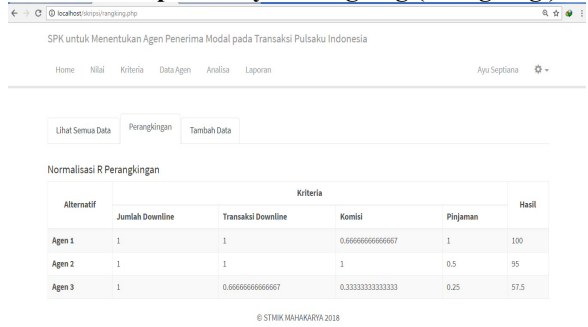 localhost/skripsi/rangking.php
SPK untuk Menentukan Agen Penerima Modal pada Transaksi Pulsaku Indonesia
Home Nilai Kriteria Data Agen Analisa Laporan Ayu Septiana
Lihat Semua Data Perangkingan Tambah Data
Normalisasi R Perangkingan
Alternatif Kriteria Hasil
Jumlah Downline Transaksi Downline Komisi Pinjaman
Agen 1 1 1 0.66666666666667 1 100
Agen 2 1 1 1 0.5 95
Agen 3 1 0.66666666666667 0.33333333333333 0.25 57.5
© STMIK MAHAKARYA 2018